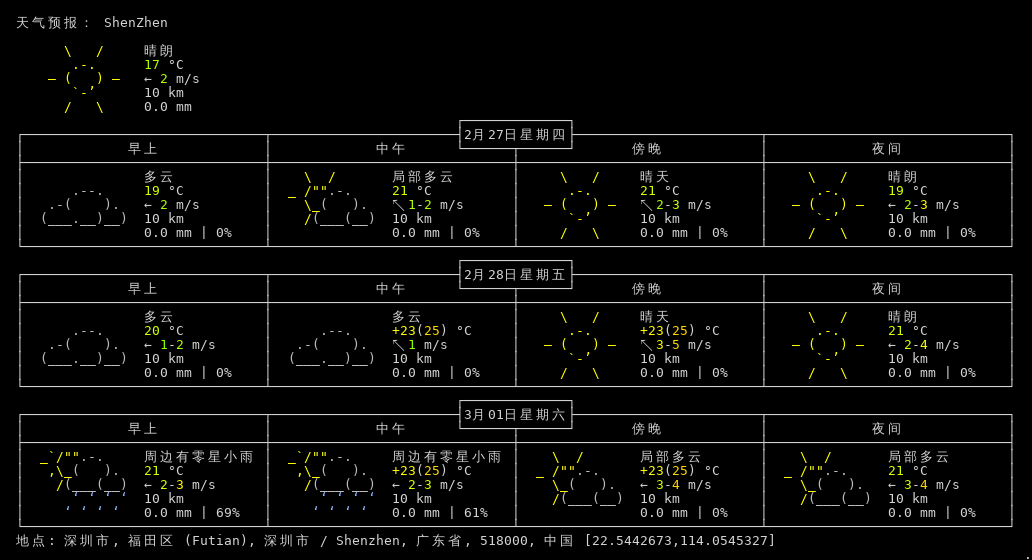 天气预报： ShenZhen
晴朗
17 °C
← 2 m/s
10 km
0.0 mm
2月27日星期四
早上 中午 傍晚 夜间
多云 局部多云 晴天 晴朗
19 °C 21 °C 21 °C 19 °C
← 2 m/s ↖ 1-2 m/s ↖ 2-3 m/s ← 2-3 m/s
10 km 10 km 10 km 10 km
0.0 mm | 0% 0.0 mm | 0% 0.0 mm | 0% 0.0 mm | 0%
2月28日星期五
早上 中午 傍晚 夜间
多云 多云 晴天 晴朗
20 °C +23(25) °C +23(25) °C 21 °C
← 1-2 m/s ↖ 1 m/s ↖ 3-5 m/s ← 2-4 m/s
10 km 10 km 10 km 10 km
0.0 mm | 0% 0.0 mm | 0% 0.0 mm | 0% 0.0 mm | 0%
3月01日星期六
早上 中午 傍晚 夜间
周边有零星小雨 周边有零星小雨 局部多云 局部多云
21 °C +23(25) °C +23(25) °C 21 °C
← 2-3 m/s ← 2-3 m/s ← 3-4 m/s ← 3-4 m/s
10 km 10 km 10 km 10 km
0.0 mm | 69% 0.0 mm | 61% 0.0 mm | 0% 0.0 mm | 0%
地点: 深圳市, 福田区 (Futian), 深圳市 / Shenzhen, 广东省, 518000, 中国 [22.5442673,114.0545327]